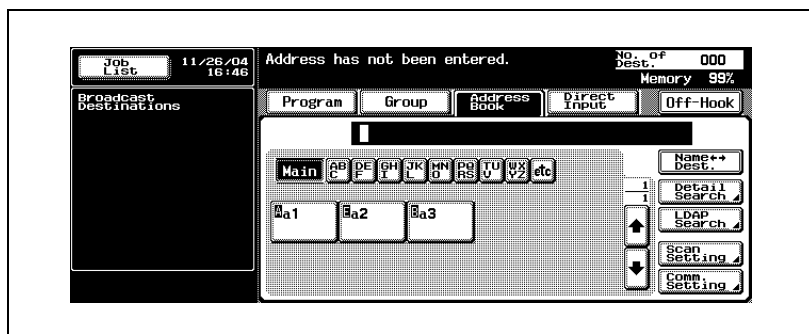 Job
List
11/26/04
16:46
Address has not been entered.
No. of
Dest.
000
Memory 99%
Broadcast
Destinations
Program
Group
Address
Book
Direct
Input
Off-Hook
Main
AB
C
DE
F
GH
I
JK
L
MN
O
PQ
RS
TU
V
WX
YZ
etc
Name↔
Dest.
1
1
Detail
Search
LDAP
Search
Scan
Setting
Comm.
Setting
a1
a2
a3